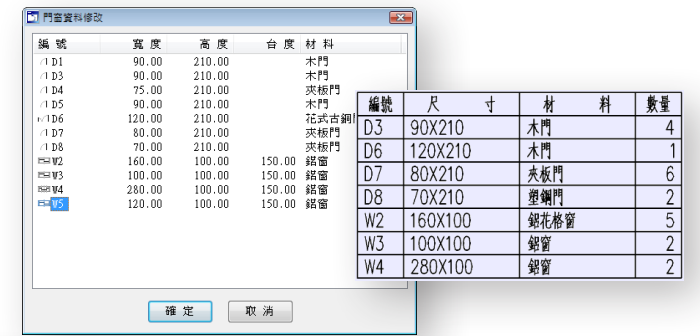 門窗資料修改
編 號 寬 度 高 度 台 度 材 料
D1 90.00 210.00 木門
D3 90.00 210.00 木門
D4 75.00 210.00 夾板門
D5 90.00 210.00 木門
D6 120.00 210.00 花式古銅
D7 80.00 210.00 夾板門
D8 70.00 210.00 夾板門
W2 160.00 100.00 150.00 鋁窗
W3 100.00 100.00 150.00 鋁窗
W4 280.00 100.00 150.00 鋁窗
W5 120.00 100.00 150.00 鋁窗
確 定 取 消
編號 尺 寸 材 料 數量
D3 90X210 木門 4
D6 120X210 木門 1
D7 80X210 夾板門 6
D8 70X210 塑鋼門 2
W2 160X100 鋁花格窗 5
W3 100X100 鋁窗 2
W4 280X100 鋁窗 2